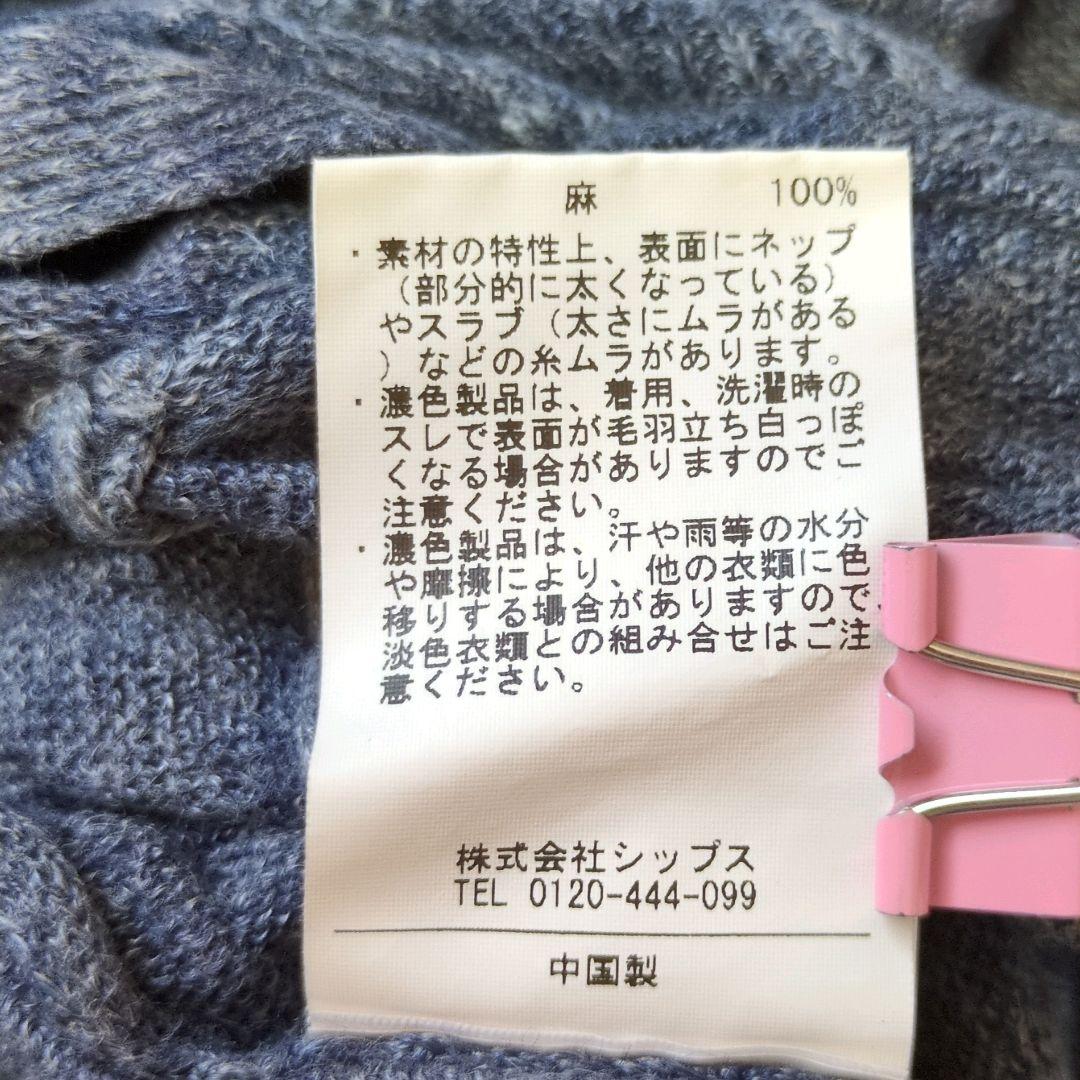 麻 100%
・素材の特性上、表面にネップ
（部分的に太くなっている）
やスラブ（太さにムラがある
）などの糸ムラがあります。
・濃色製品は、着用、洗濯時の
スレで表面が毛羽立ち白っぽ
くなる場合がありますのでご
注意ください。
・濃色製品は、汗や雨等の水分
や摩擦により、他の衣類に色
移りする場合がありますので、
淡色衣類との組み合せはご注
意ください。
株式会社シップス
TEL 0120-444-099
中国製